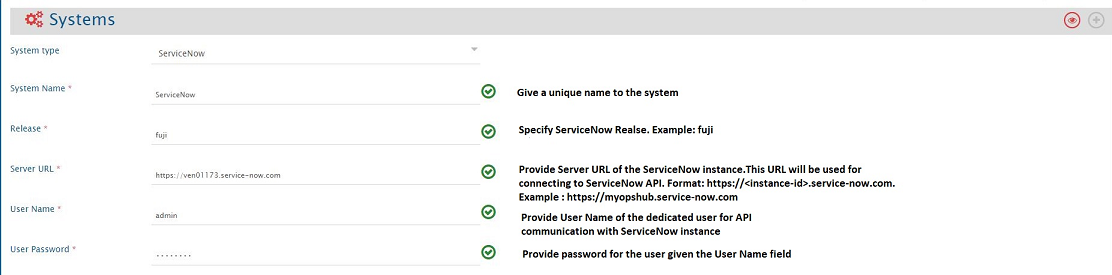 Systems
System type
ServiceNow
System Name *
ServiceNow
Give a unique name to the system
Release *
fuji
Specify ServiceNow Realse. Example: fuji
Server URL *
https://ven01173.service-now.com
Provide Server URL of the ServiceNow instance.This URL will be used for
connecting to ServiceNow API. Format: https://<instance-id>.service-now.com.
Example : https://myopshub.service-now.com
User Name *
admin
Provide User Name of the dedicated user for API
communication with ServiceNow instance
User Password *
........
Provide password for the user given the User Name field